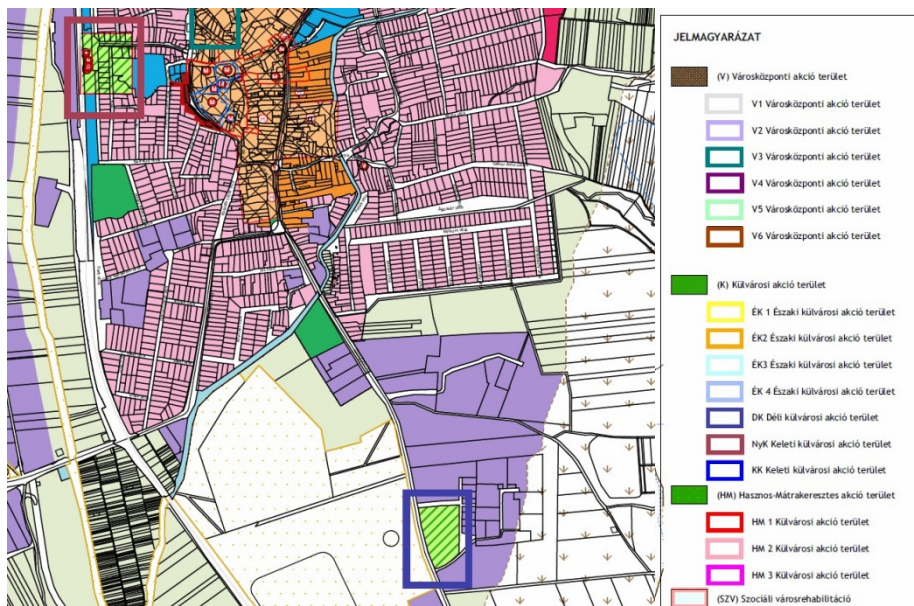 JELMAGYARÁZAT
(V) Városközponti akció terület
V1 Városközponti akció terület
V2 Városközponti akció terület
V3 Városközponti akció terület
V4 Városközponti akció terület
V5 Városközponti akció terület
V6 Városközponti akció terület
(K) Külvárosi akció terület
ÉK 1 Északi külvárosi akció terület
ÉK2 Északi külvárosi akció terület
ÉK3 Északi külvárosi akció terület
ÉK 4 Északi külvárosi akció terület
DK Déli külvárosi akció terület
NyK Keleti külvárosi akció terület
KK Keleti külvárosi akció terület
(HM) Hasznos-Mátrakeresztes akció terület
HM 1 Külvárosi akció terület
HM 2 Külvárosi akció terület
HM 3 Külvárosi akció terület
(SZV) Szociáli városrehabilitáció